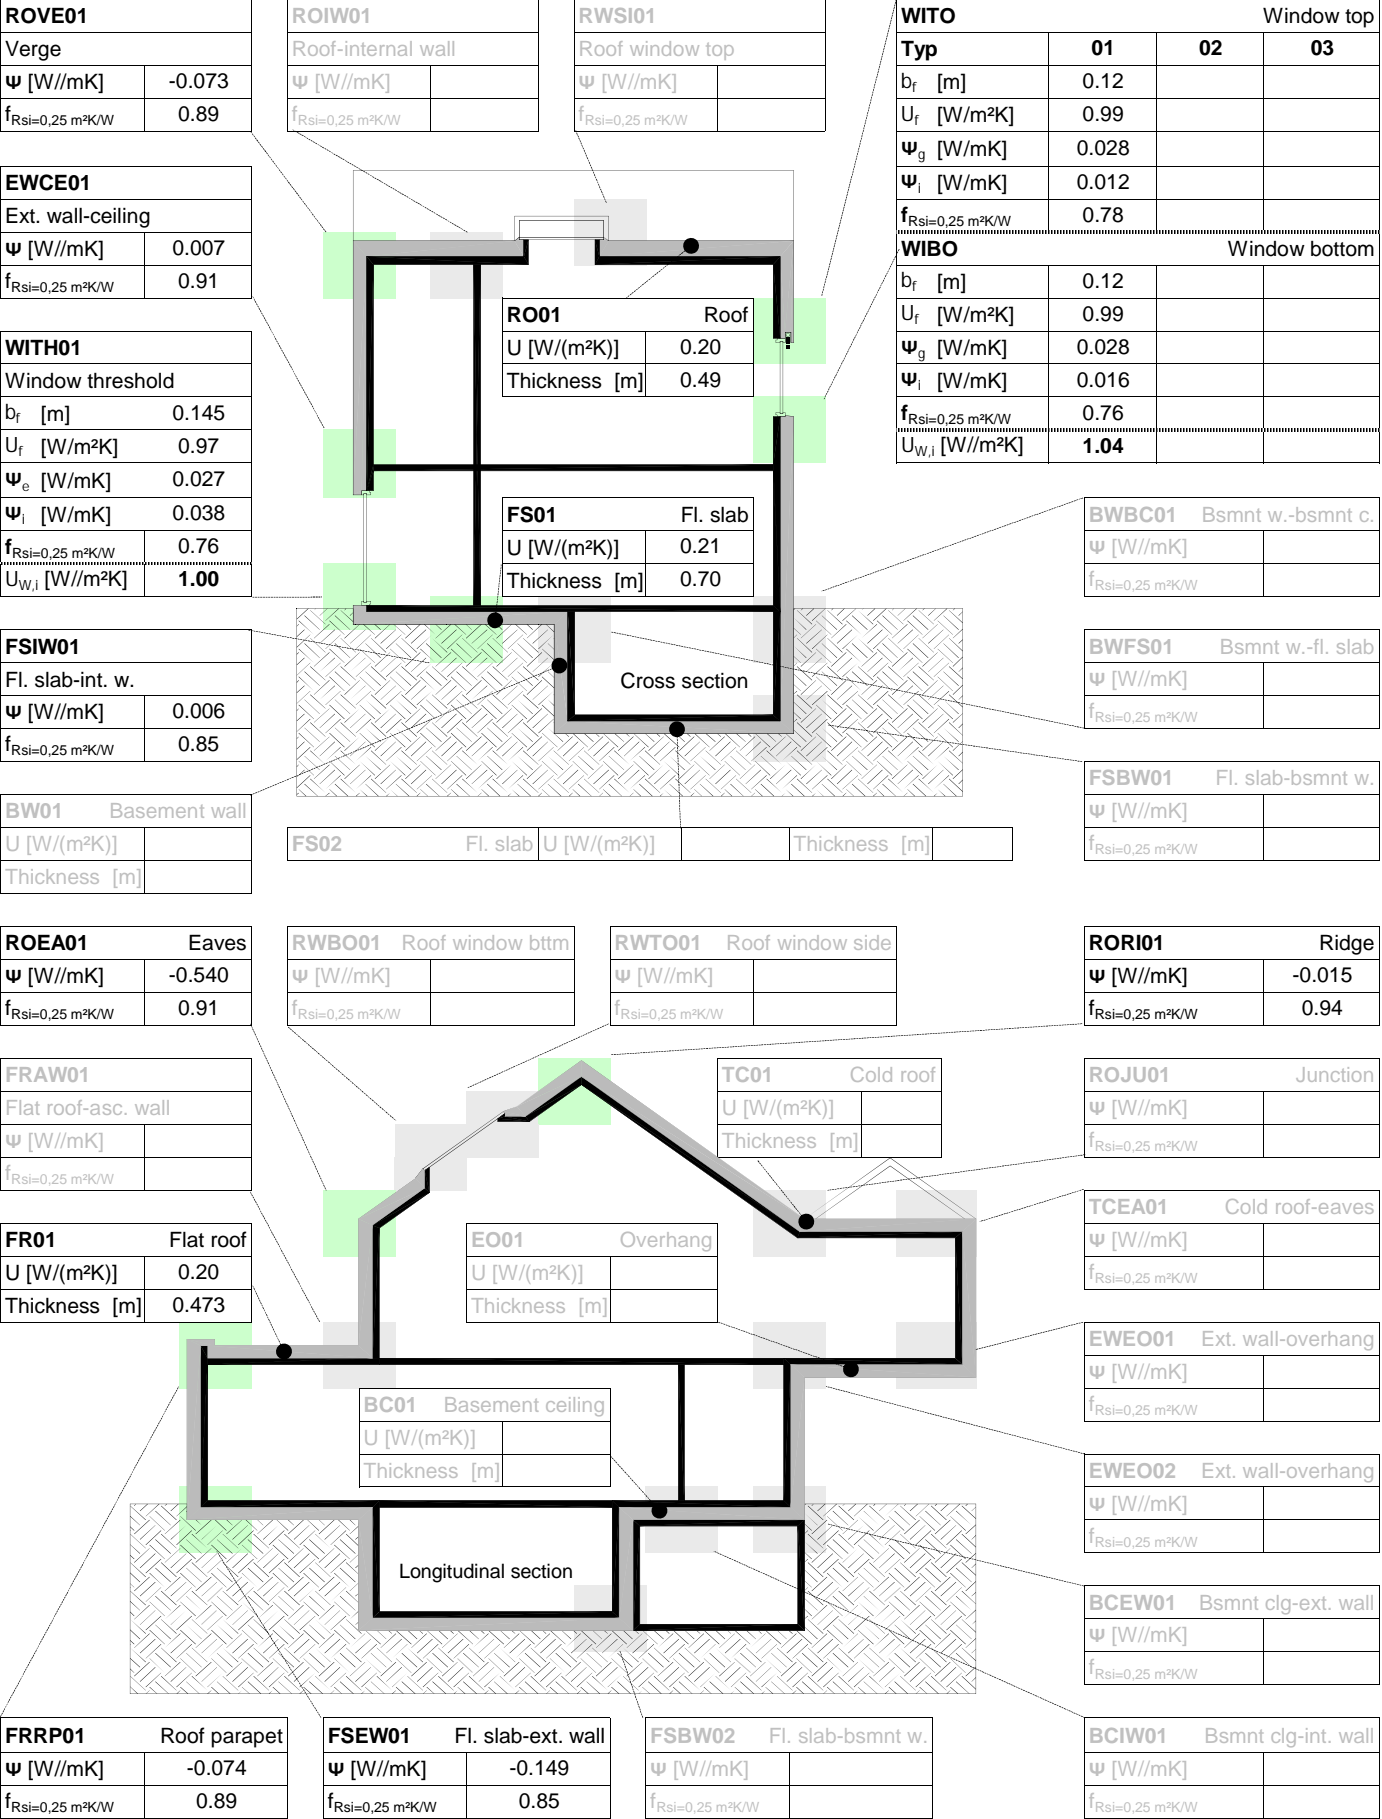 ROVE01
Verge
Ψ [W//mK] -0.073
fRsi=0,25 m²K/W 0.89
ROIW01
Roof-internal wall
Ψ [W//mK]
fRsi=0,25 m²K/W
RWSI01
Roof window top
Ψ [W//mK]
fRsi=0,25 m²K/W
WITO Window top
Typ 01 02 03
bf [m] 0.12
Uf [W/m²K] 0.99
Ψg [W/mK] 0.028
Ψi [W/mK] 0.012
fRsi=0,25 m²K/W 0.78
WIBO Window bottom
bf [m] 0.12
Uf [W/m²K] 0.99
Ψg [W/mK] 0.028
Ψi [W/mK] 0.016
fRsi=0,25 m²K/W 0.76
UW,i [W//m²K] 1.04
EWCE01
Ext. wall-ceiling
Ψ [W//mK] 0.007
fRsi=0,25 m²K/W 0.91
WITH01
Window threshold
bf [m] 0.145
Uf [W/m²K] 0.97
Ψe [W/mK] 0.027
Ψi [W/mK] 0.038
fRsi=0,25 m²K/W 0.76
UW,i [W//m²K] 1.00
RO01 Roof
U [W/(m²K)] 0.20
Thickness [m] 0.49
FS01 Fl. slab
U [W/(m²K)] 0.21
Thickness [m] 0.70
BWBC01 Bsmnt w.-bsmnt c.
Ψ [W//mK]
fRsi=0,25 m²K/W
FSIW01
Fl. slab-int. w.
Ψ [W//mK] 0.006
fRsi=0,25 m²K/W 0.85
Cross section
BWFS01 Bsmnt w.-fl. slab
Ψ [W//mK]
fRsi=0,25 m²K/W
FSBW01 Fl. slab-bsmnt w.
Ψ [W//mK]
fRsi=0,25 m²K/W
BW01 Basement wall
U [W/(m²K)]
Thickness [m]
FS02 Fl. slab U [W/(m²K)] Thickness [m]
ROEA01 Eaves
Ψ [W//mK] -0.540
fRsi=0,25 m²K/W 0.91
RWBO01 Roof window bttm
Ψ [W//mK]
fRsi=0,25 m²K/W
RWTO01 Roof window side
Ψ [W//mK]
fRsi=0,25 m²K/W
RORI01 Ridge
Ψ [W//mK] -0.015
fRsi=0,25 m²K/W 0.94
FRAW01
Flat roof-asc. wall
Ψ [W//mK]
fRsi=0,25 m²K/W
TC01 Cold roof
U [W/(m²K)]
Thickness [m]
ROJU01 Junction
Ψ [W//mK]
fRsi=0,25 m²K/W
TCEA01 Cold roof-eaves
Ψ [W//mK]
fRsi=0,25 m²K/W
FR01 Flat roof
U [W/(m²K)] 0.20
Thickness [m] 0.473
EO01 Overhang
U [W/(m²K)]
Thickness [m]
EWEO01 Ext. wall-overhang
Ψ [W//mK]
fRsi=0,25 m²K/W
BC01 Basement ceiling
U [W/(m²K)]
Thickness [m]
EWEO02 Ext. wall-overhang
Ψ [W//mK]
fRsi=0,25 m²K/W
Longitudinal section
BCEW01 Bsmnt clg-ext. wall
Ψ [W//mK]
fRsi=0,25 m²K/W
FRRP01 Roof parapet
Ψ [W//mK] -0.074
fRsi=0,25 m²K/W 0.89
FSEW01 Fl. slab-ext. wall
Ψ [W//mK] -0.149
fRsi=0,25 m²K/W 0.85
FSBW02 Fl. slab-bsmnt w.
Ψ [W//mK]
fRsi=0,25 m²K/W
BCIW01 Bsmnt clg-int. wall
Ψ [W//mK]
fRsi=0,25 m²K/W